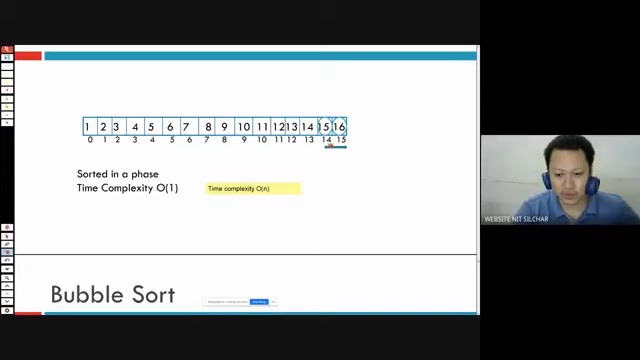 1 2 3 4 5 6 7 8 9 10 11 12 13 14 15 16
0 1 2 3 4 5 6 7 8 9 10 11 12 13 14 15
Sorted in a phase
Time Complexity O(1)
Time complexity O(n)
WEBSITE NIT SILCHAR
Bubble Sort